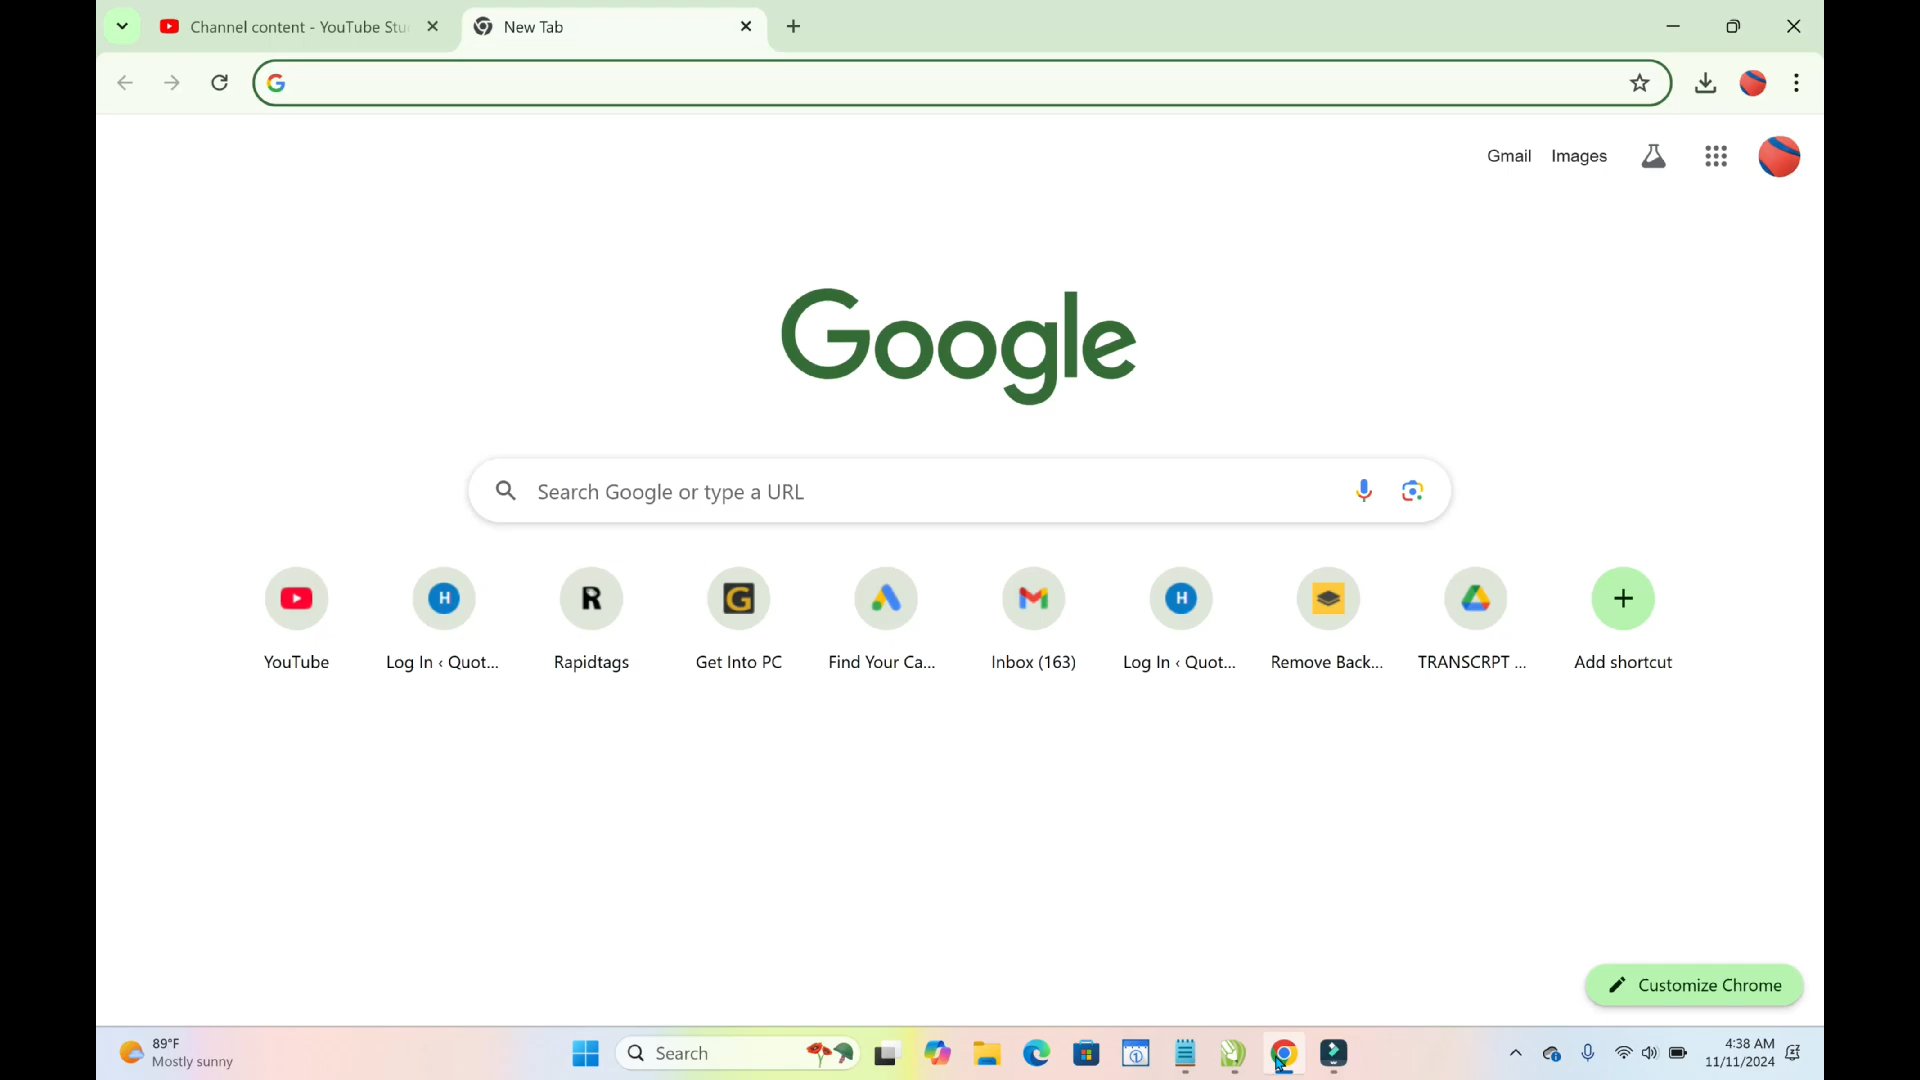 Channel content - YouTube Stu
New Tab
Gmail Images
Google
Search Google or type a URL
YouTube
Log In ‹ Quot...
Rapidtags
Get Into PC
Find Your Ca...
Inbox (163)
Log In ‹ Quot...
Remove Back...
TRANSCRPT ...
Add shortcut
Customize Chrome
89°F
Mostly sunny
Search
4:38 AM
11/11/2024